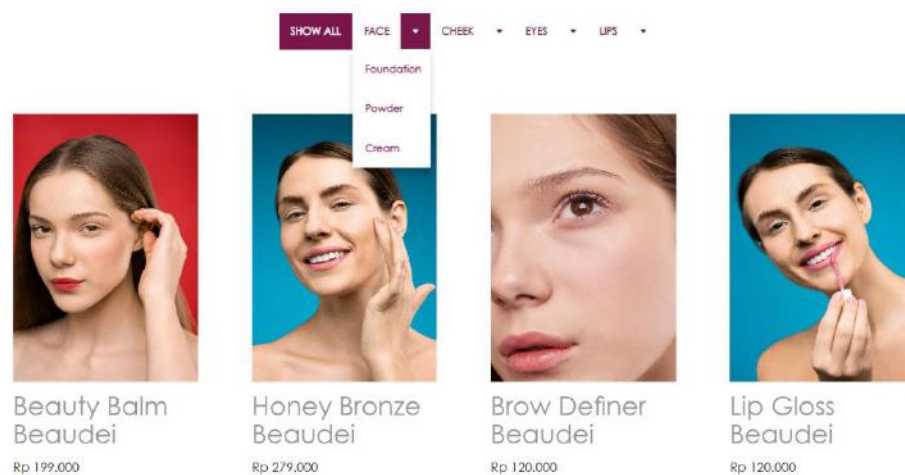 SHOW ALL FACE CHEEK EYES LIPS
Foundation
Powder
Cream
Beauty Balm
Beaudei
Rp 199.000
Honey Bronze
Beaudei
Rp 279.000
Brow Definer
Beaudei
Rp 120.000
Lip Gloss
Beaudei
Rp 120.000